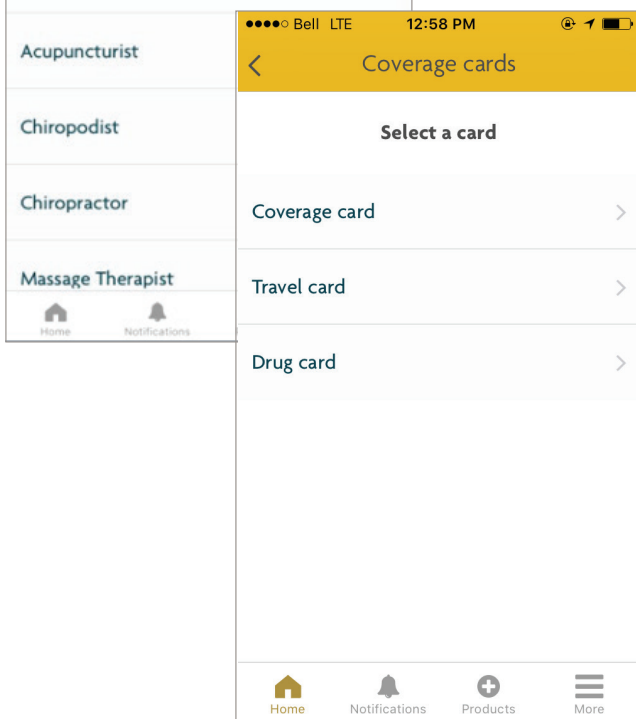 Acupuncturist
Chiropodist
Chiropractor
Massage Therapist
Home Notifications
Bell LTE 12:58 PM
Coverage cards
Select a card
Coverage card
Travel card
Drug card
Home Notifications Products More